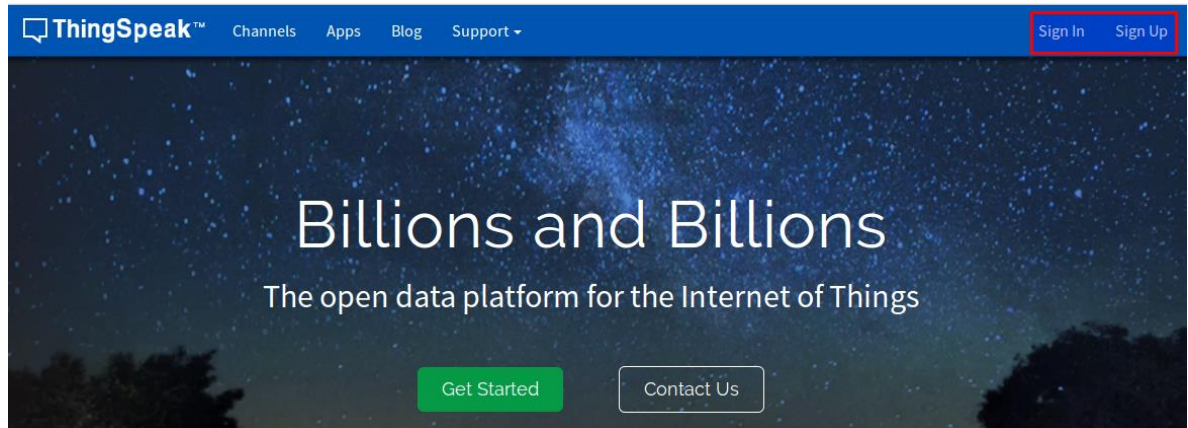 ThingSpeak™ Channels Apps Blog Support Sign In Sign Up
Billions and Billions
The open data platform for the Internet of Things
Get Started Contact Us